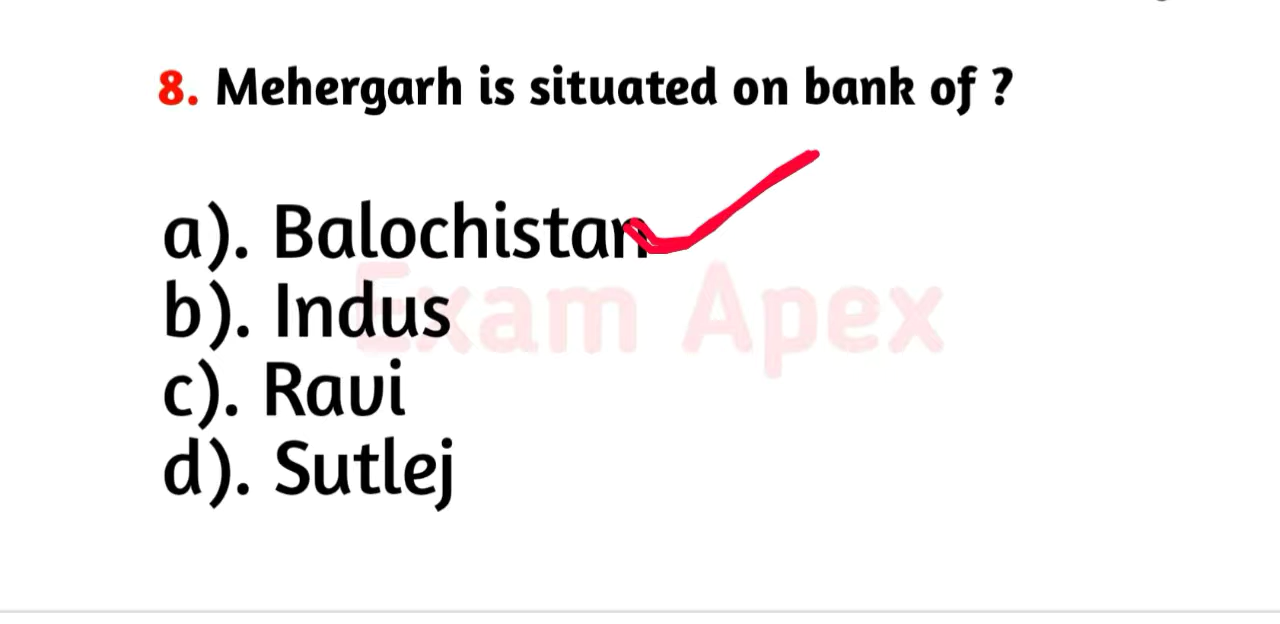 8. Mehergarh is situated on bank of ?
a). Balochistan
b). Indus
Exam Apex
c). Ravi
d). Sutlej